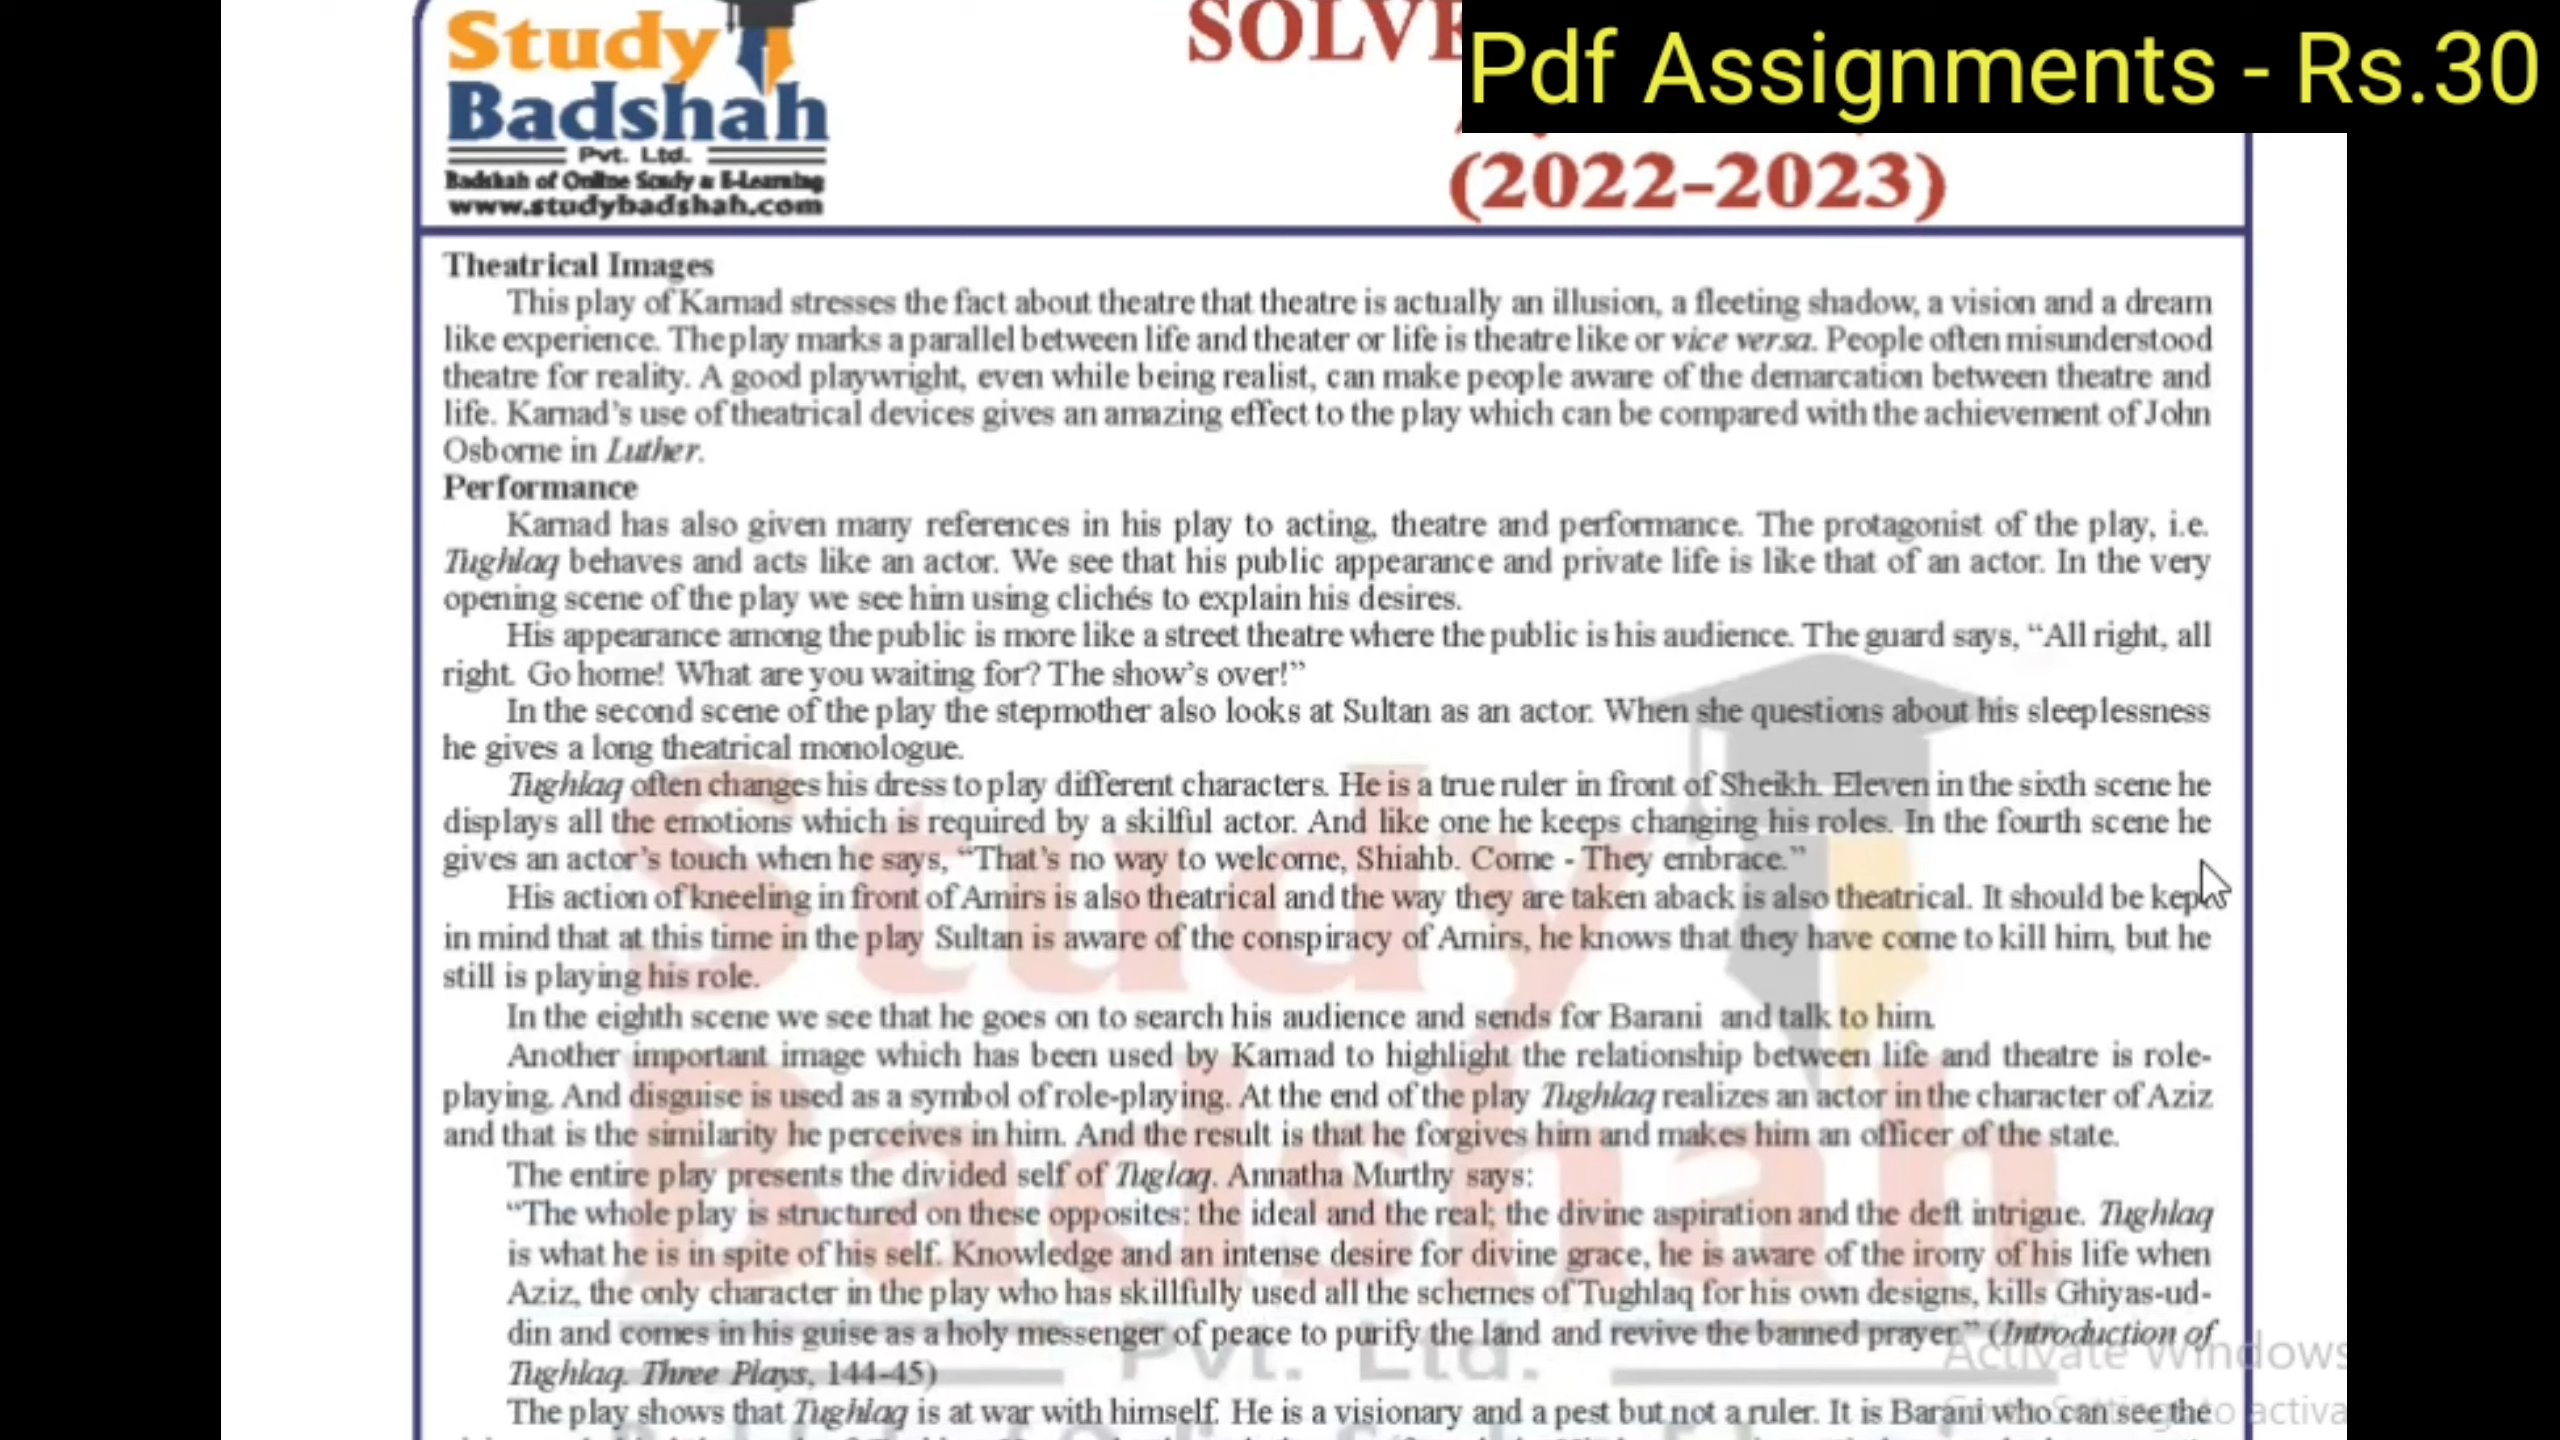 Study
Badshah
Pvt. Ltd.
Badshah of Online Study & E-Learning
www.studybadshah.com
SOLVE
Pdf Assignments - Rs.30
(2022-2023)
Theatrical Images
This play of Karnad stresses the fact about theatre that theatre is actually an illusion, a fleeting shadow, a vision and a dream
like experience. The play marks a parallel between life and theater or life is theatre like or vice versa. People often misunderstood
theatre for reality. A good playwright, even while being realist, can make people aware of the demarcation between theatre and
life. Karnad's use of theatrical devices gives an amazing effect to the play which can be compared with the achievement of John
Osborne in Luther.
Performance
Karnad has also given many references in his play to acting, theatre and performance. The protagonist of the play, i.e.
Tughlaq behaves and acts like an actor. We see that his public appearance and private life is like that of an actor. In the very
opening scene of the play we see him using clichés to explain his desires.
His appearance among the public is more like a street theatre where the public is his audience. The guard says, “All right, all
right. Go home! What are you waiting for? The show's over!”
In the second scene of the play the stepmother also looks at Sultan as an actor. When she questions about his sleeplessness
he gives a long theatrical monologue.
Tughlaq often changes his dress to play different characters. He is a true ruler in front of Sheikh. Eleven in the sixth scene he
displays all the emotions which is required by a skilful actor. And like one he keeps changing his roles. In the fourth scene he
gives an actor's touch when he says, “That's no way to welcome, Shiahb. Come - They embrace.”
His action of kneeling in front of Amirs is also theatrical and the way they are taken aback is also theatrical. It should be kept
in mind that at this time in the play Sultan is aware of the conspiracy of Amirs, he knows that they have come to kill him, but he
still is playing his role.
In the eighth scene we see that he goes on to search his audience and sends for Barani and talk to him.
Another important image which has been used by Karnad to highlight the relationship between life and theatre is role-
playing. And disguise is used as a symbol of role-playing. At the end of the play Tughlaq realizes an actor in the character of Aziz
and that is the similarity he perceives in him. And the result is that he forgives him and makes him an officer of the state.
The entire play presents the divided self of Tuglaq. Annatha Murthy says:
“The whole play is structured on these opposites: the ideal and the real; the divine aspiration and the deft intrigue. Tughlaq
is what he is in spite of his self. Knowledge and an intense desire for divine grace, he is aware of the irony of his life when
Aziz, the only character in the play who has skillfully used all the schemes of Tughlaq for his own designs, kills Ghiyas-ud-
din and comes in his guise as a holy messenger of peace to purify the land and revive the banned prayer.” (Introduction of
Tughlaq. Three Plays, 144-45)
The play shows that Tughlaq is at war with himself. He is a visionary and a pest but not a ruler. It is Barani who can see the
Study
Badshah
Pvt. Ltd.
Activate Windows